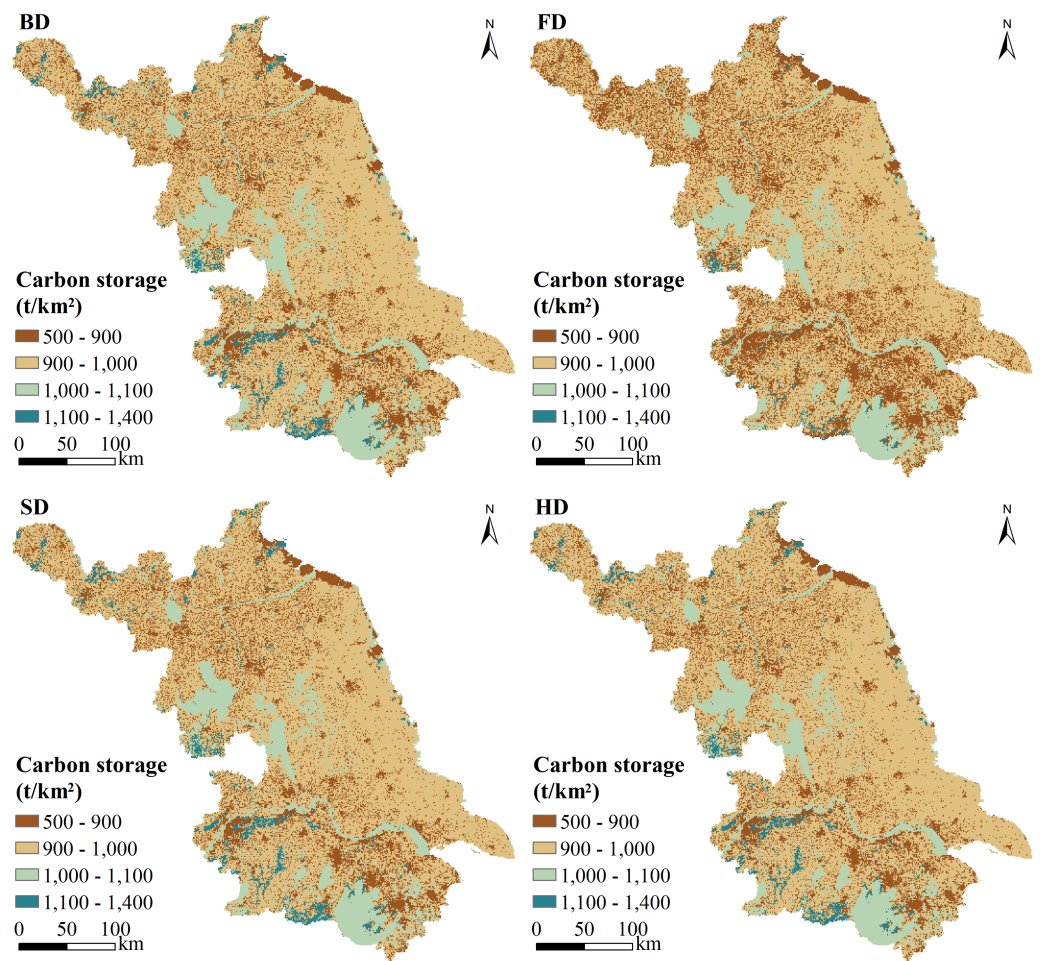 BD
N
Carbon storage
(t/km²)
500 - 900
900 - 1,000
1,000 - 1,100
1,100 - 1,400
0 50 100
km
FD
N
Carbon storage
(t/km²)
500 - 900
900 - 1,000
1,000 - 1,100
1,100 - 1,400
0 50 100
km
SD
N
Carbon storage
(t/km²)
500 - 900
900 - 1,000
1,000 - 1,100
1,100 - 1,400
0 50 100
km
HD
N
Carbon storage
(t/km²)
500 - 900
900 - 1,000
1,000 - 1,100
1,100 - 1,400
0 50 100
km